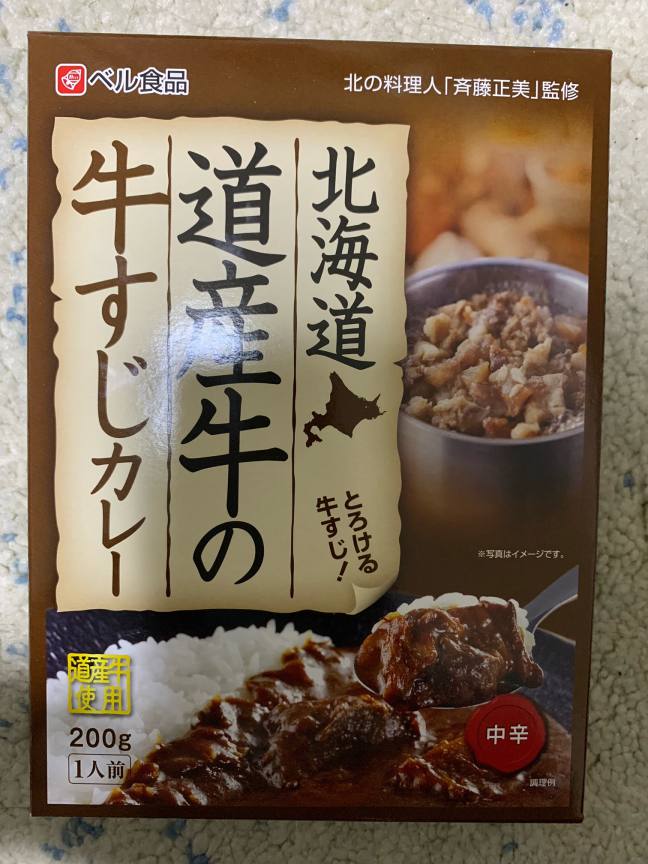 ベル食品
北の料理人「斉藤正美」監修
北海道
道産牛の
牛すじカレー
とろける
牛すじ!
※写真はイメージです。
道産牛
使用
200g
1人前
中辛
調理例